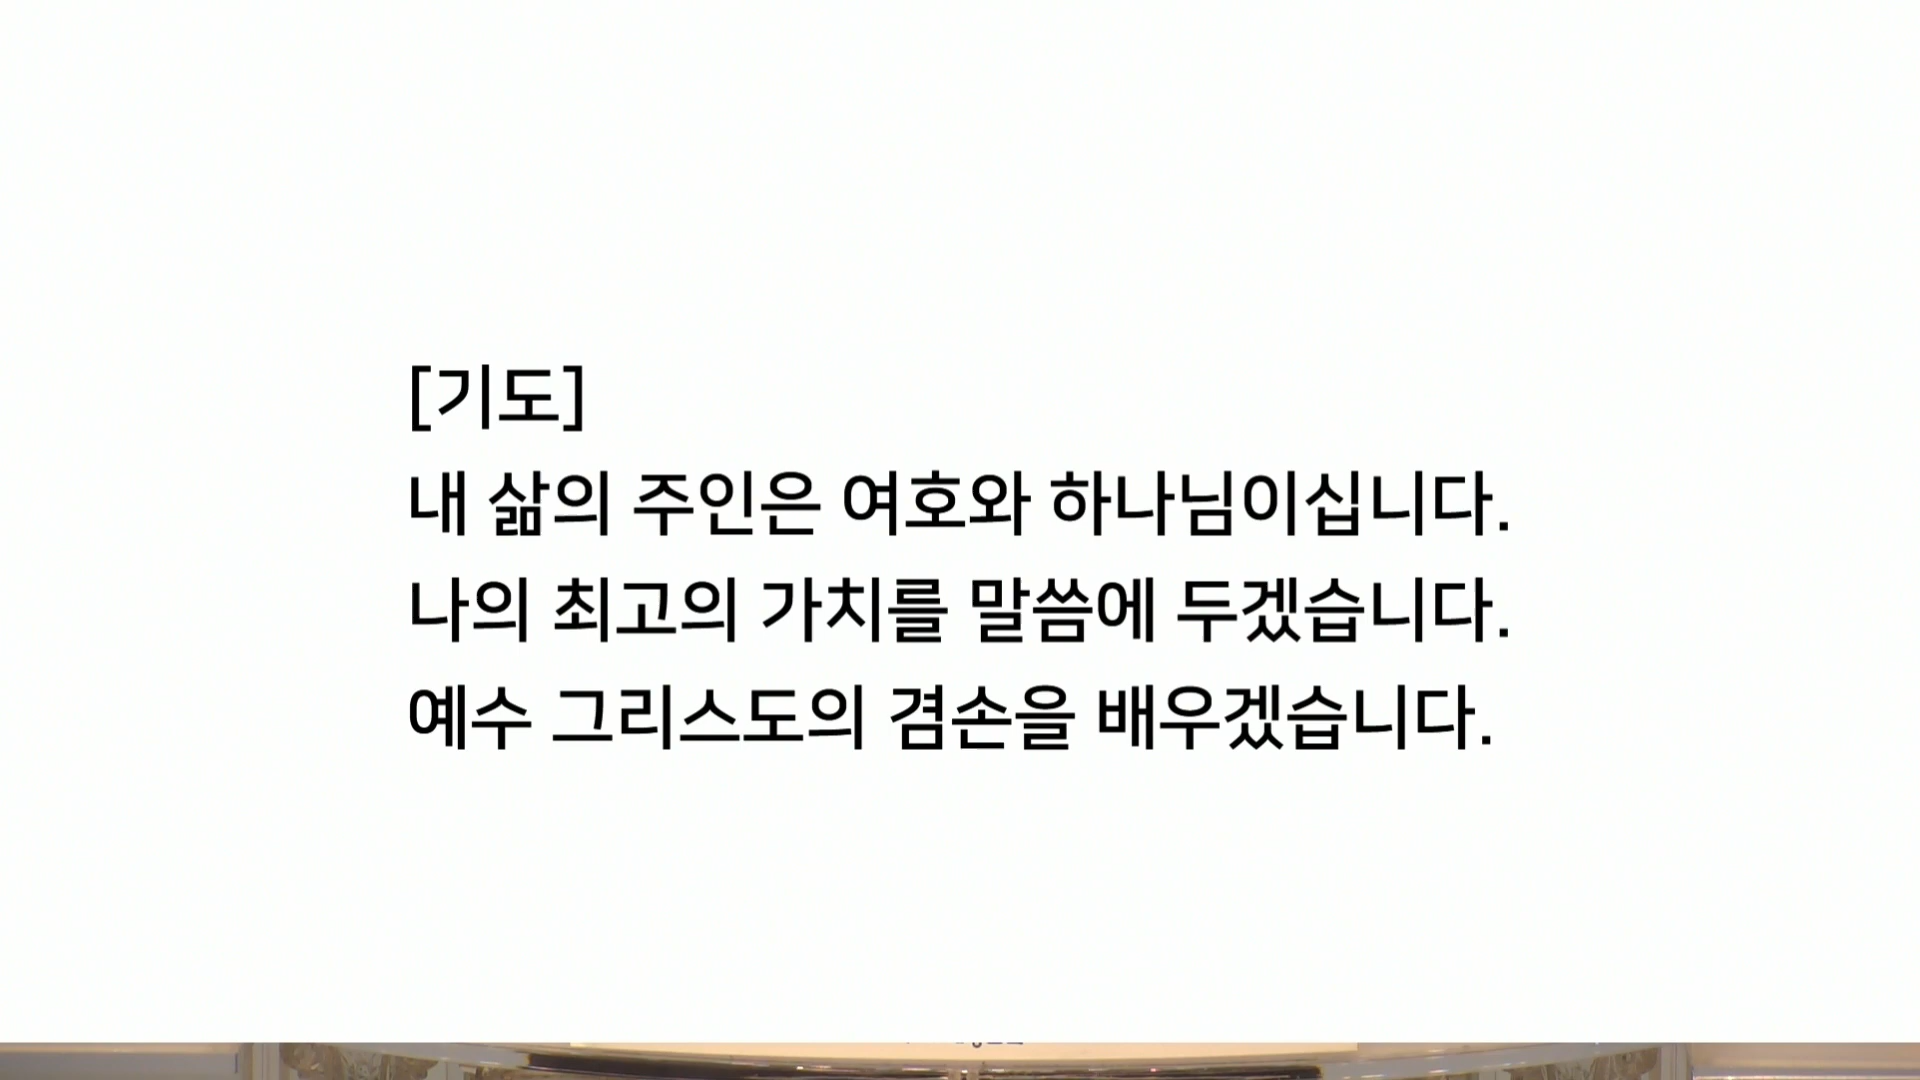 [기도]
내 삶의 주인은 여호와 하나님이십니다.
나의 최고의 가치를 말씀에 두겠습니다.
예수 그리스도의 겸손을 배우겠습니다.